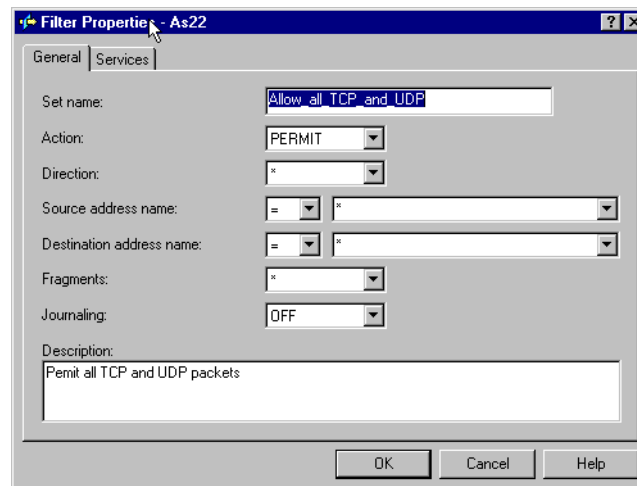 Filter Properties - As22
General Services
Set name: Allow_all_TCP_and_UDP
Action: PERMIT
Direction: *
Source address name: = *
Destination address name: = *
Fragments: *
Journaling: OFF
Description:
Pemit all TCP and UDP packets
OK Cancel Help